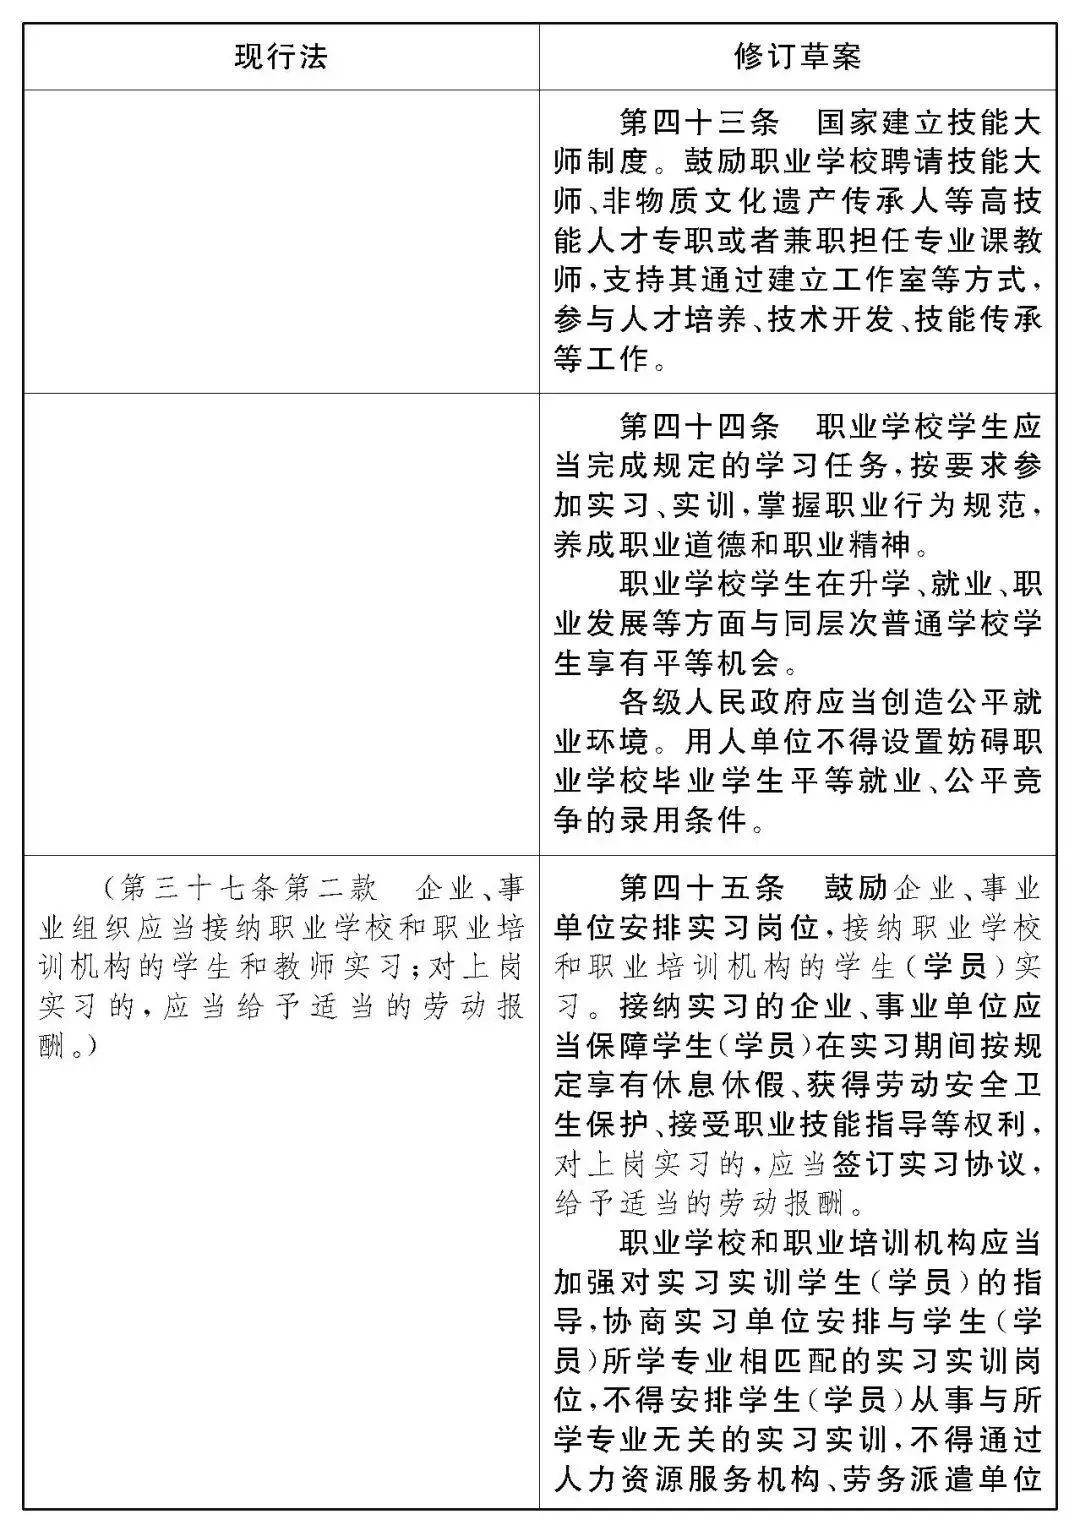 现行法
修订草案
第四十三条　国家建立技能大
师制度。鼓励职业学校聘请技能大
师、非物质文化遗产传承人等高技
能人才专职或者兼职担任专业课教
师,支持其通过建立工作室等方式,
参与人才培养、技术开发、技能传承
等工作。
第四十四条　职业学校学生应
当完成规定的学习任务,按要求参
加实习、实训,掌握职业行为规范,
养成职业道德和职业精神。
职业学校学生在升学、就业、职
业发展等方面与同层次普通学校学
生享有平等机会。
各级人民政府应当创造公平就
业环境。用人单位不得设置妨碍职
业学校毕业学生平等就业、公平竞
争的录用条件。
(第三十七条第二款　企业、事
业组织应当接纳职业学校和职业培
训机构的学生和教师实习;对上岗
实习的,应当给予适当的劳动报
酬。)
第四十五条　鼓励企业、事业
单位安排实习岗位,接纳职业学校
和职业培训机构的学生(学员)实
习。接纳实习的企业、事业单位应
当保障学生(学员)在实习期间按规
定享有休息休假、获得劳动安全卫
生保护、接受职业技能指导等权利,
对上岗实习的,应当签订实习协议,
给予适当的劳动报酬。
职业学校和职业培训机构应当
加强对实习实训学生(学员)的指
导,协商实习单位安排与学生(学
员)所学专业相匹配的实习实训岗
位,不得安排学生(学员)从事与所
学专业无关的实习实训,不得通过
人力资源服务机构、劳务派遣单位